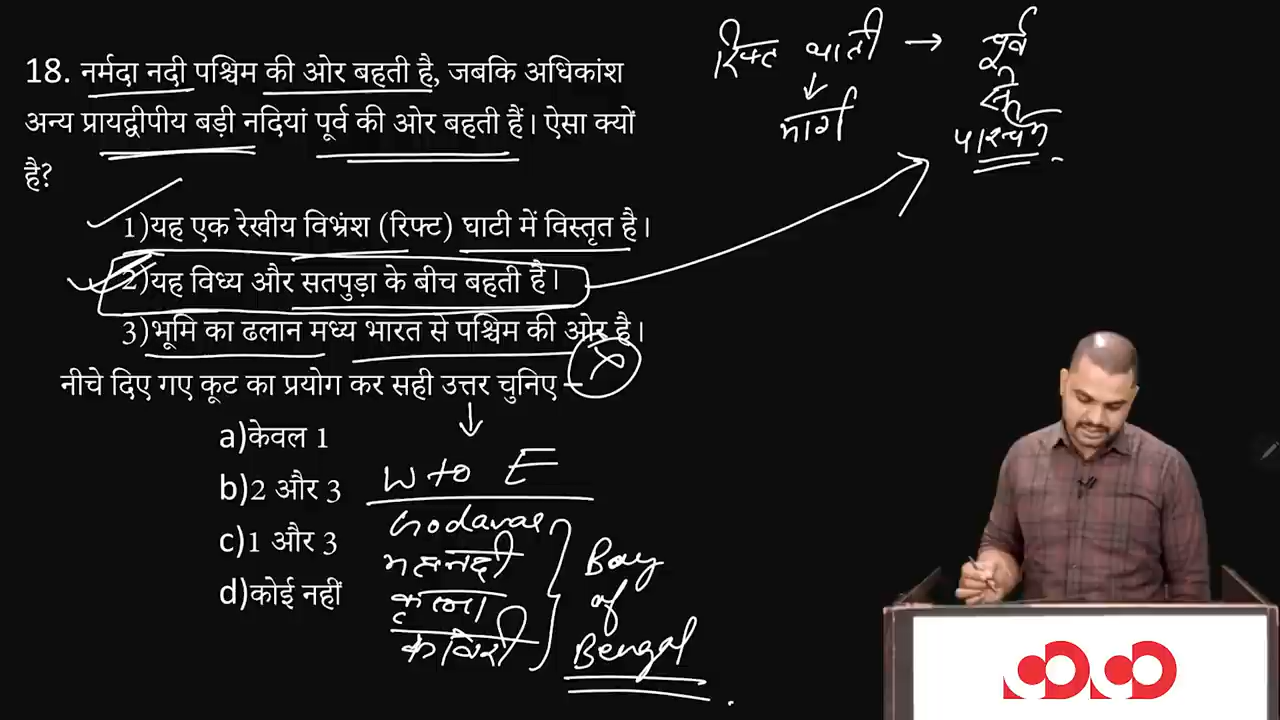 18. नर्मदा नदी पश्चिम की ओर बहती है, जबकि अधिकांश
अन्य प्रायद्वीपीय बड़ी नदियां पूर्व की ओर बहती हैं। ऐसा क्यों
है?
1)यह एक रेखीय विभ्रंश (रिफ्ट) घाटी में विस्तृत है।
2)यह विध्य और सतपुड़ा के बीच बहती है।
3)भूमि का ढलान मध्य भारत से पश्चिम की ओर है।
नीचे दिए गए कूट का प्रयोग कर सही उत्तर चुनिए –
a)केवल 1
b)2 और 3
c)1 और 3
d)कोई नहीं
W to E
Godavari
महानदी
कृष्णा
कावेरी
Bay
of
Bengal
रिफ्ट घाटी → पूर्व
से
पश्चिम
मार्ग